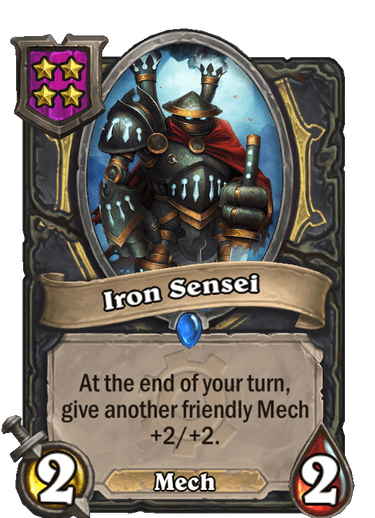 Iron Sensei
At the end of your turn,
give another friendly Mech
+2/+2.
2
Mech
2